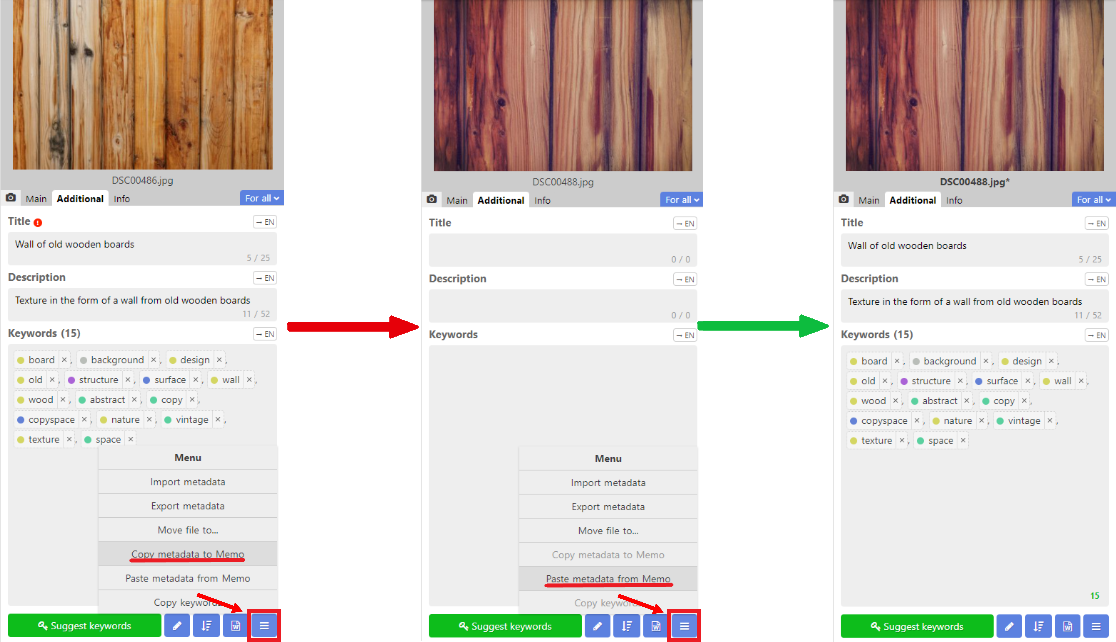 DSC00486.jpg
Main Additional Info For all
Title ! EN
Wall of old wooden boards
5 / 25
Description EN
Texture in the form of a wall from old wooden boards
11 / 52
Keywords (15) EN
board ×, background ×, design ×,
old ×, structure ×, surface ×, wall ×,
wood ×, abstract ×, copy ×,
copyspace ×, nature ×, vintage ×,
texture ×, space ×
Menu
Import metadata
Export metadata
Move file to...
Copy metadata to Memo
Paste metadata from Memo
Copy keywor
Suggest keywords W
DSC00488.jpg
Main Additional Info For all
Title EN
0 / 0
Description EN
0 / 0
Keywords EN
Menu
Import metadata
Export metadata
Move file to...
Copy metadata to Memo
Paste metadata from Memo
Copy keywor
Suggest keywords W
DSC00488.jpg*
Main Additional Info For all
Title EN
Wall of old wooden boards
5 / 25
Description EN
Texture in the form of a wall from old wooden boards
11 / 52
Keywords (15) EN
board ×, background ×, design ×,
old ×, structure ×, surface ×, wall ×,
wood ×, abstract ×, copy ×,
copyspace ×, nature ×, vintage ×,
texture ×, space ×
15
Suggest keywords W